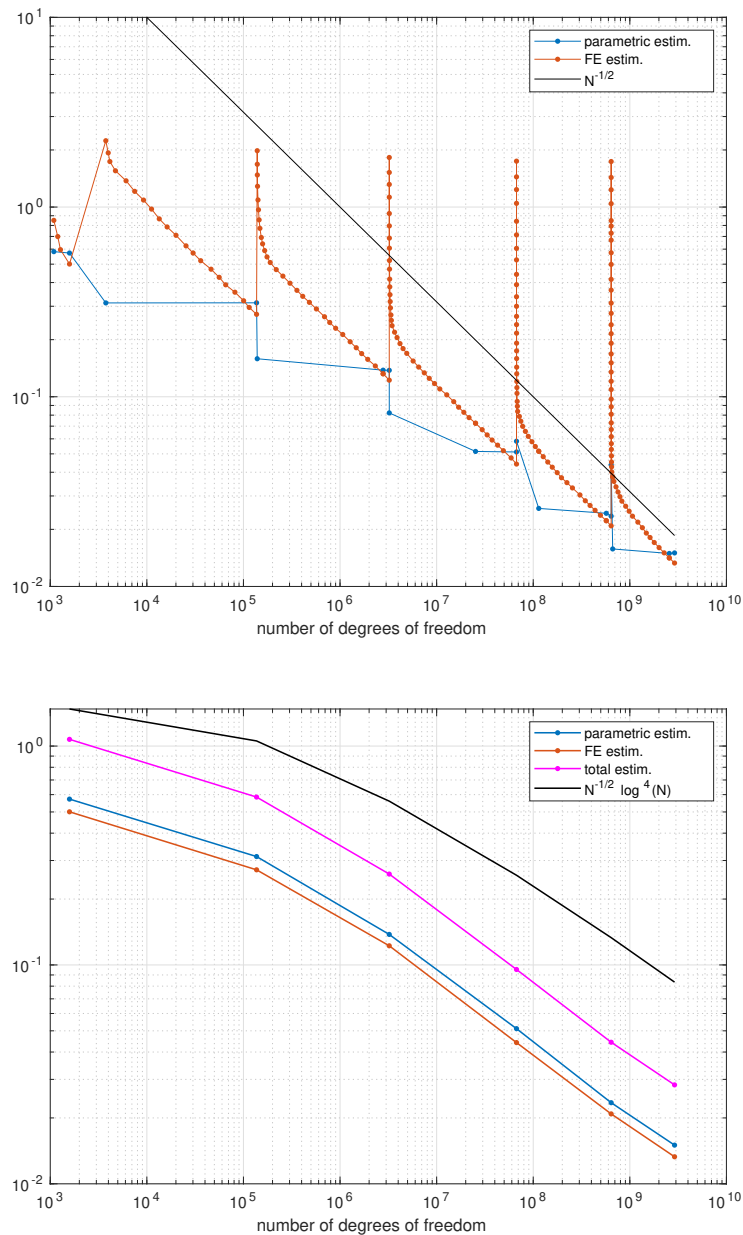 10^1
10^0
10^-1
10^-2
parametric estim.
FE estim.
N^-1/2
10^3 10^4 10^5 10^6 10^7 10^8 10^9 10^10
number of degrees of freedom
10^0
10^-1
10^-2
parametric estim.
FE estim.
total estim.
N^-1/2 log^4(N)
10^3 10^4 10^5 10^6 10^7 10^8 10^9 10^10
number of degrees of freedom